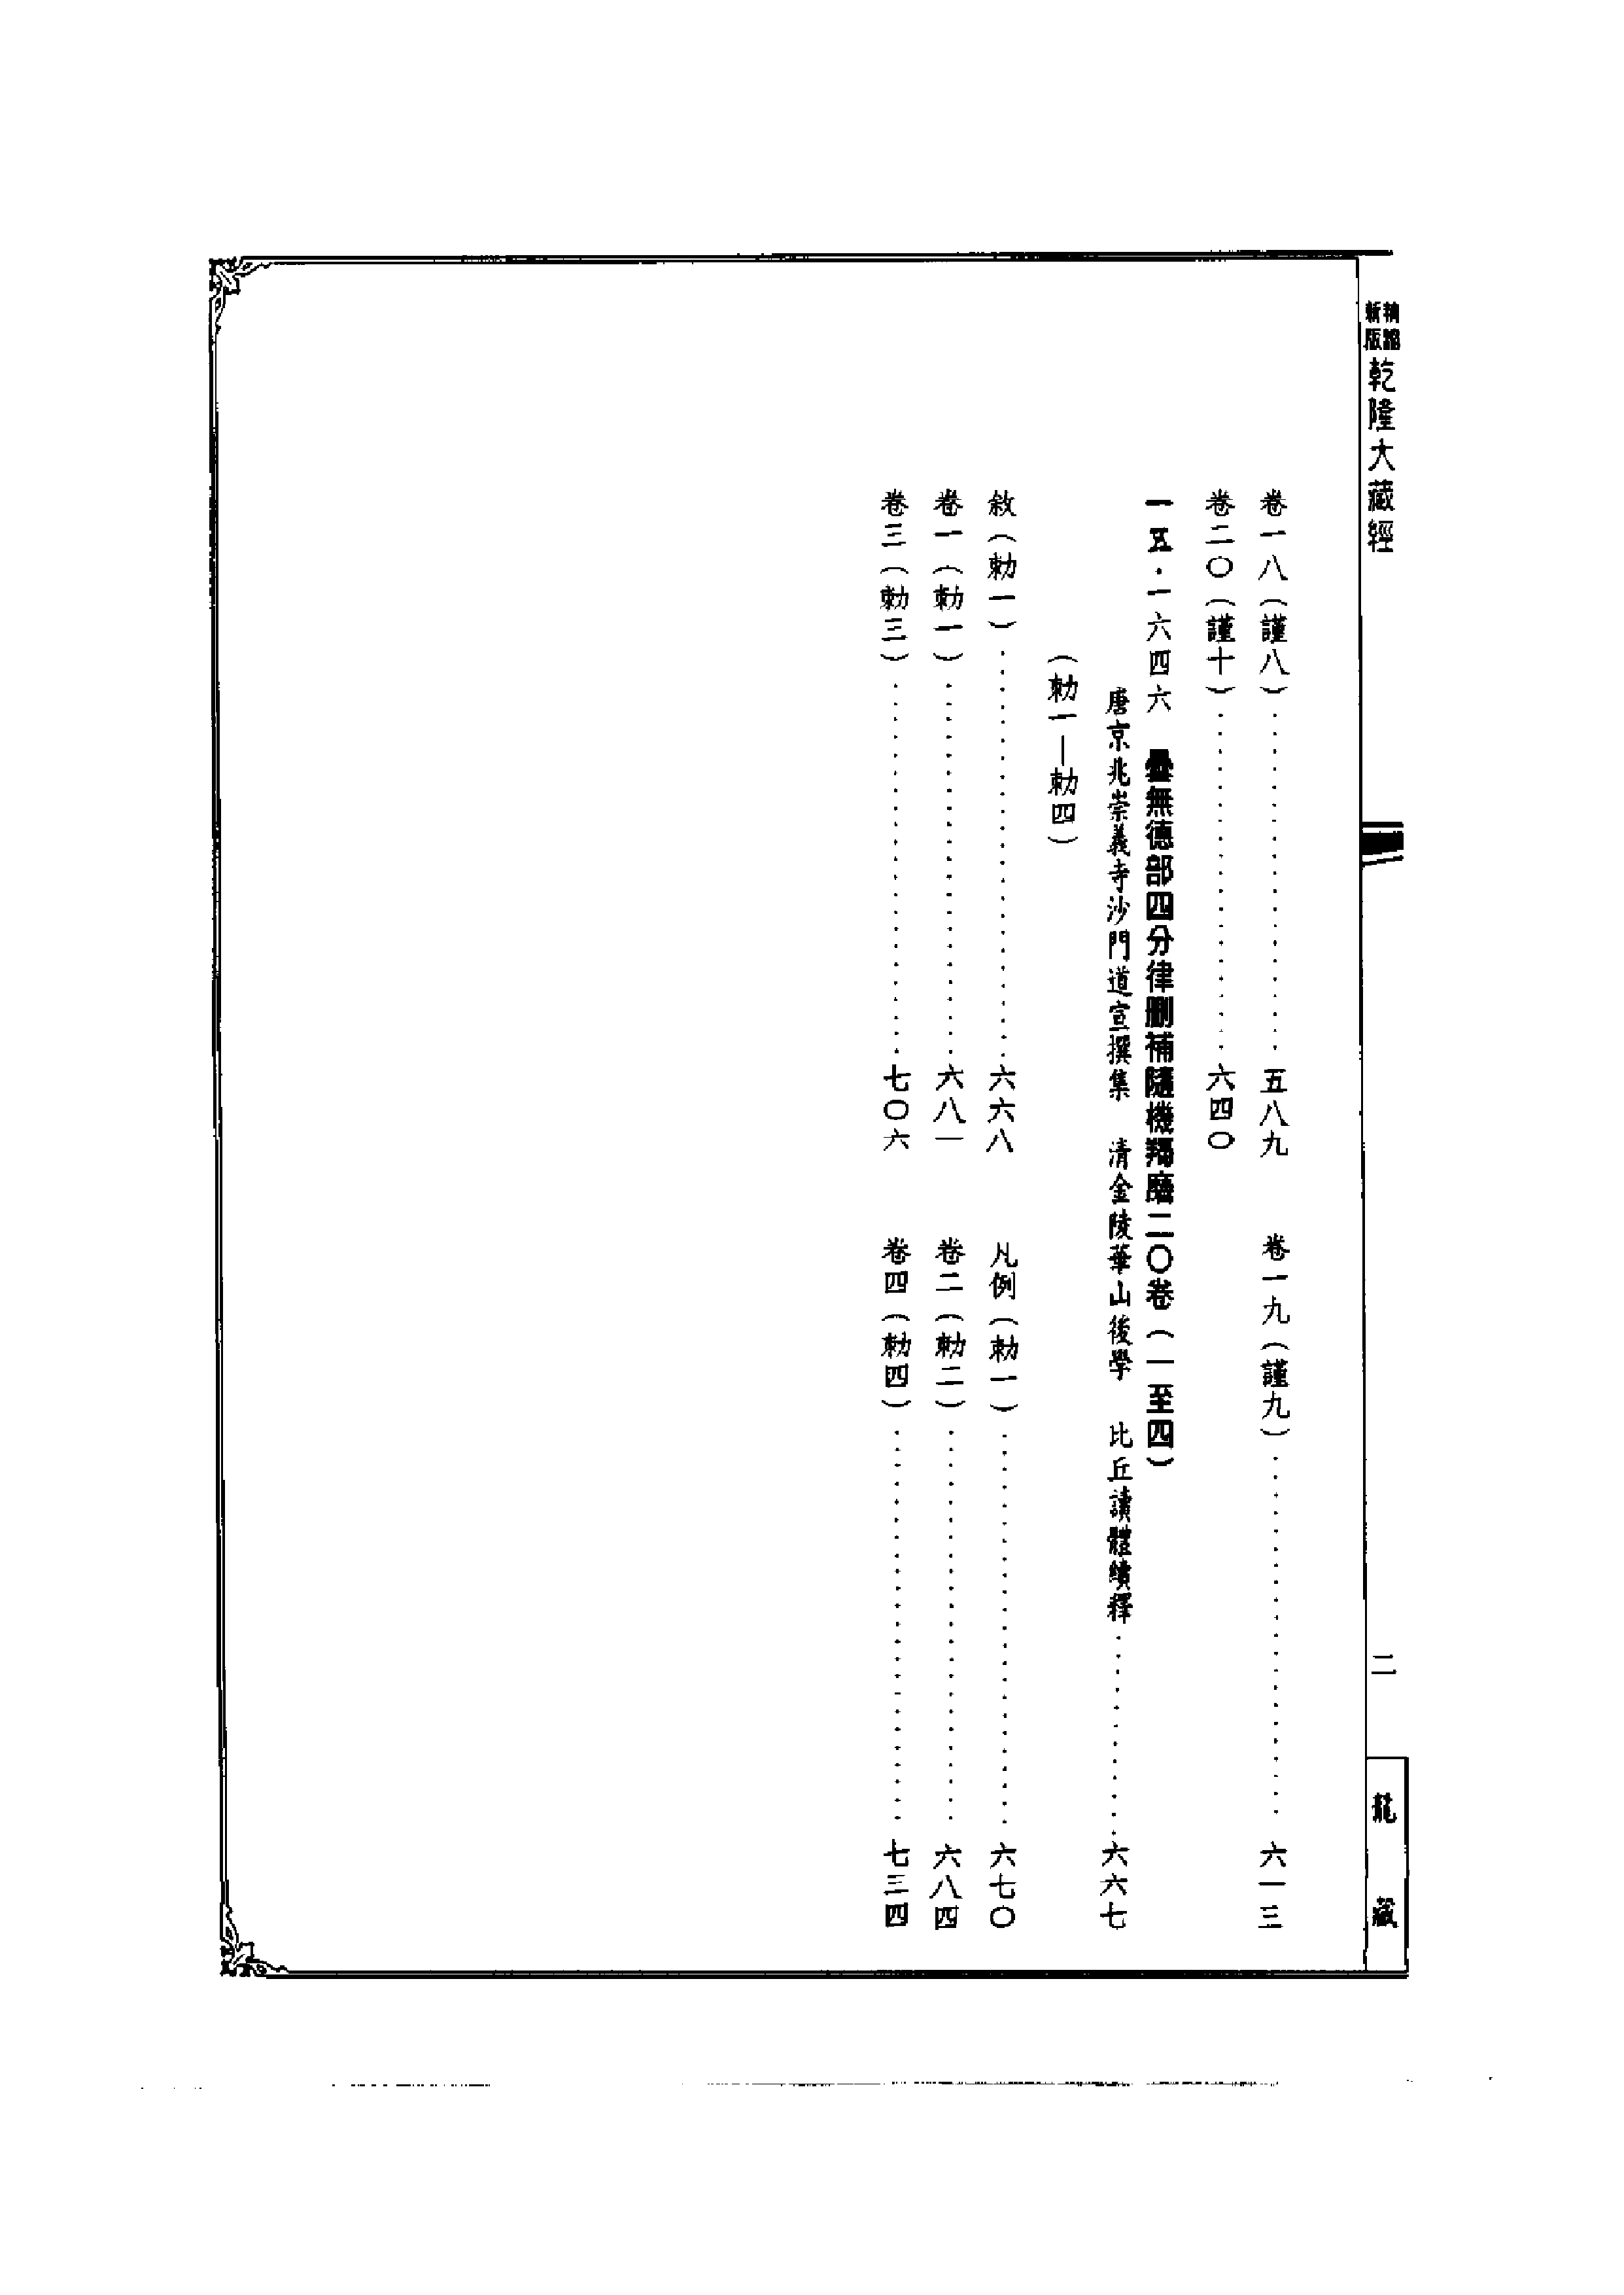 新版精縮 乾隆大藏經
二
龍藏
卷一八（謹八）……五八九 卷一九（謹九）……六一三
卷二〇（謹十）……六四〇
一五·一六四六 曇無德部四分律刪補隨機羯磨二〇卷（一至四）
唐京兆崇義寺沙門道宣撰集 清金陵華山後學 比丘讀體續釋……六六七
（勅一—勅四）
敘（勅一）……六六八 凡例（勅一）……六七〇
卷一（勅一）……六八一 卷二（勅二）……六八四
卷三（勅三）……七〇六 卷四（勅四）……七三四